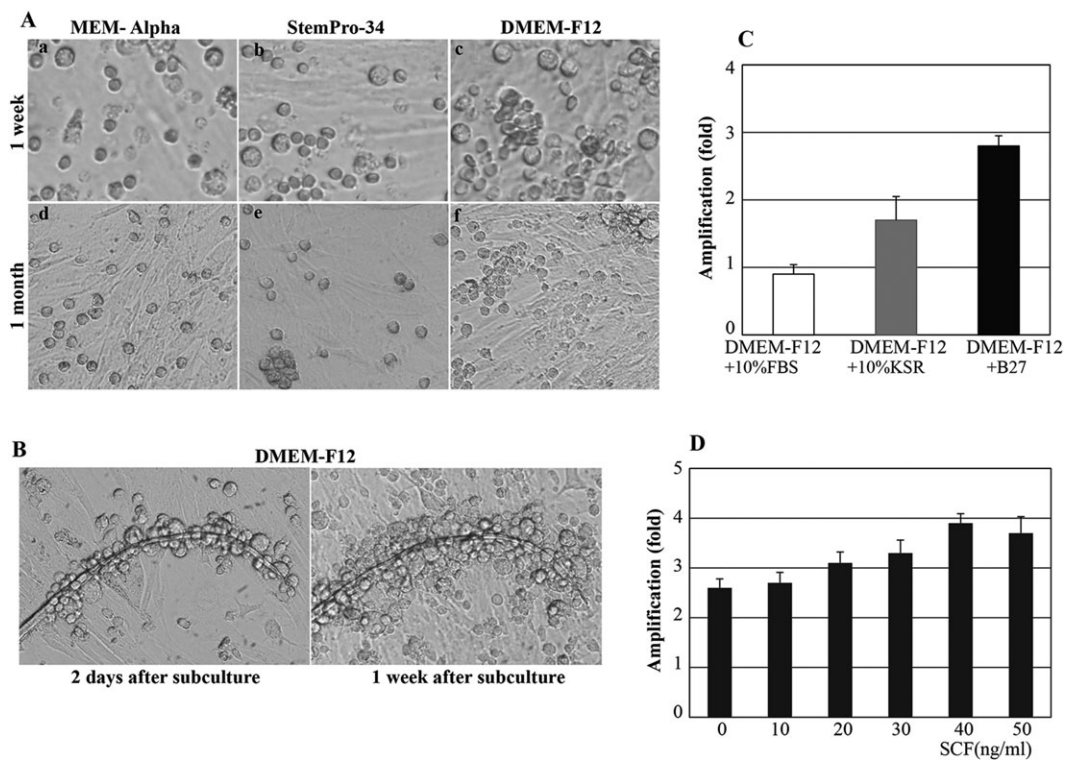 A
MEM- Alpha
StemPro-34
DMEM-F12
1 week
a
b
c
1 month
d
e
f
B
DMEM-F12
2 days after subculture
1 week after subculture
C
Amplification (fold)
4
3
2
1
0
DMEM-F12
+10%FBS
DMEM-F12
+10%KSR
DMEM-F12
+B27
D
Amplification (fold)
5
4
3
2
1
0
0 10 20 30 40 50
SCF(ng/ml)